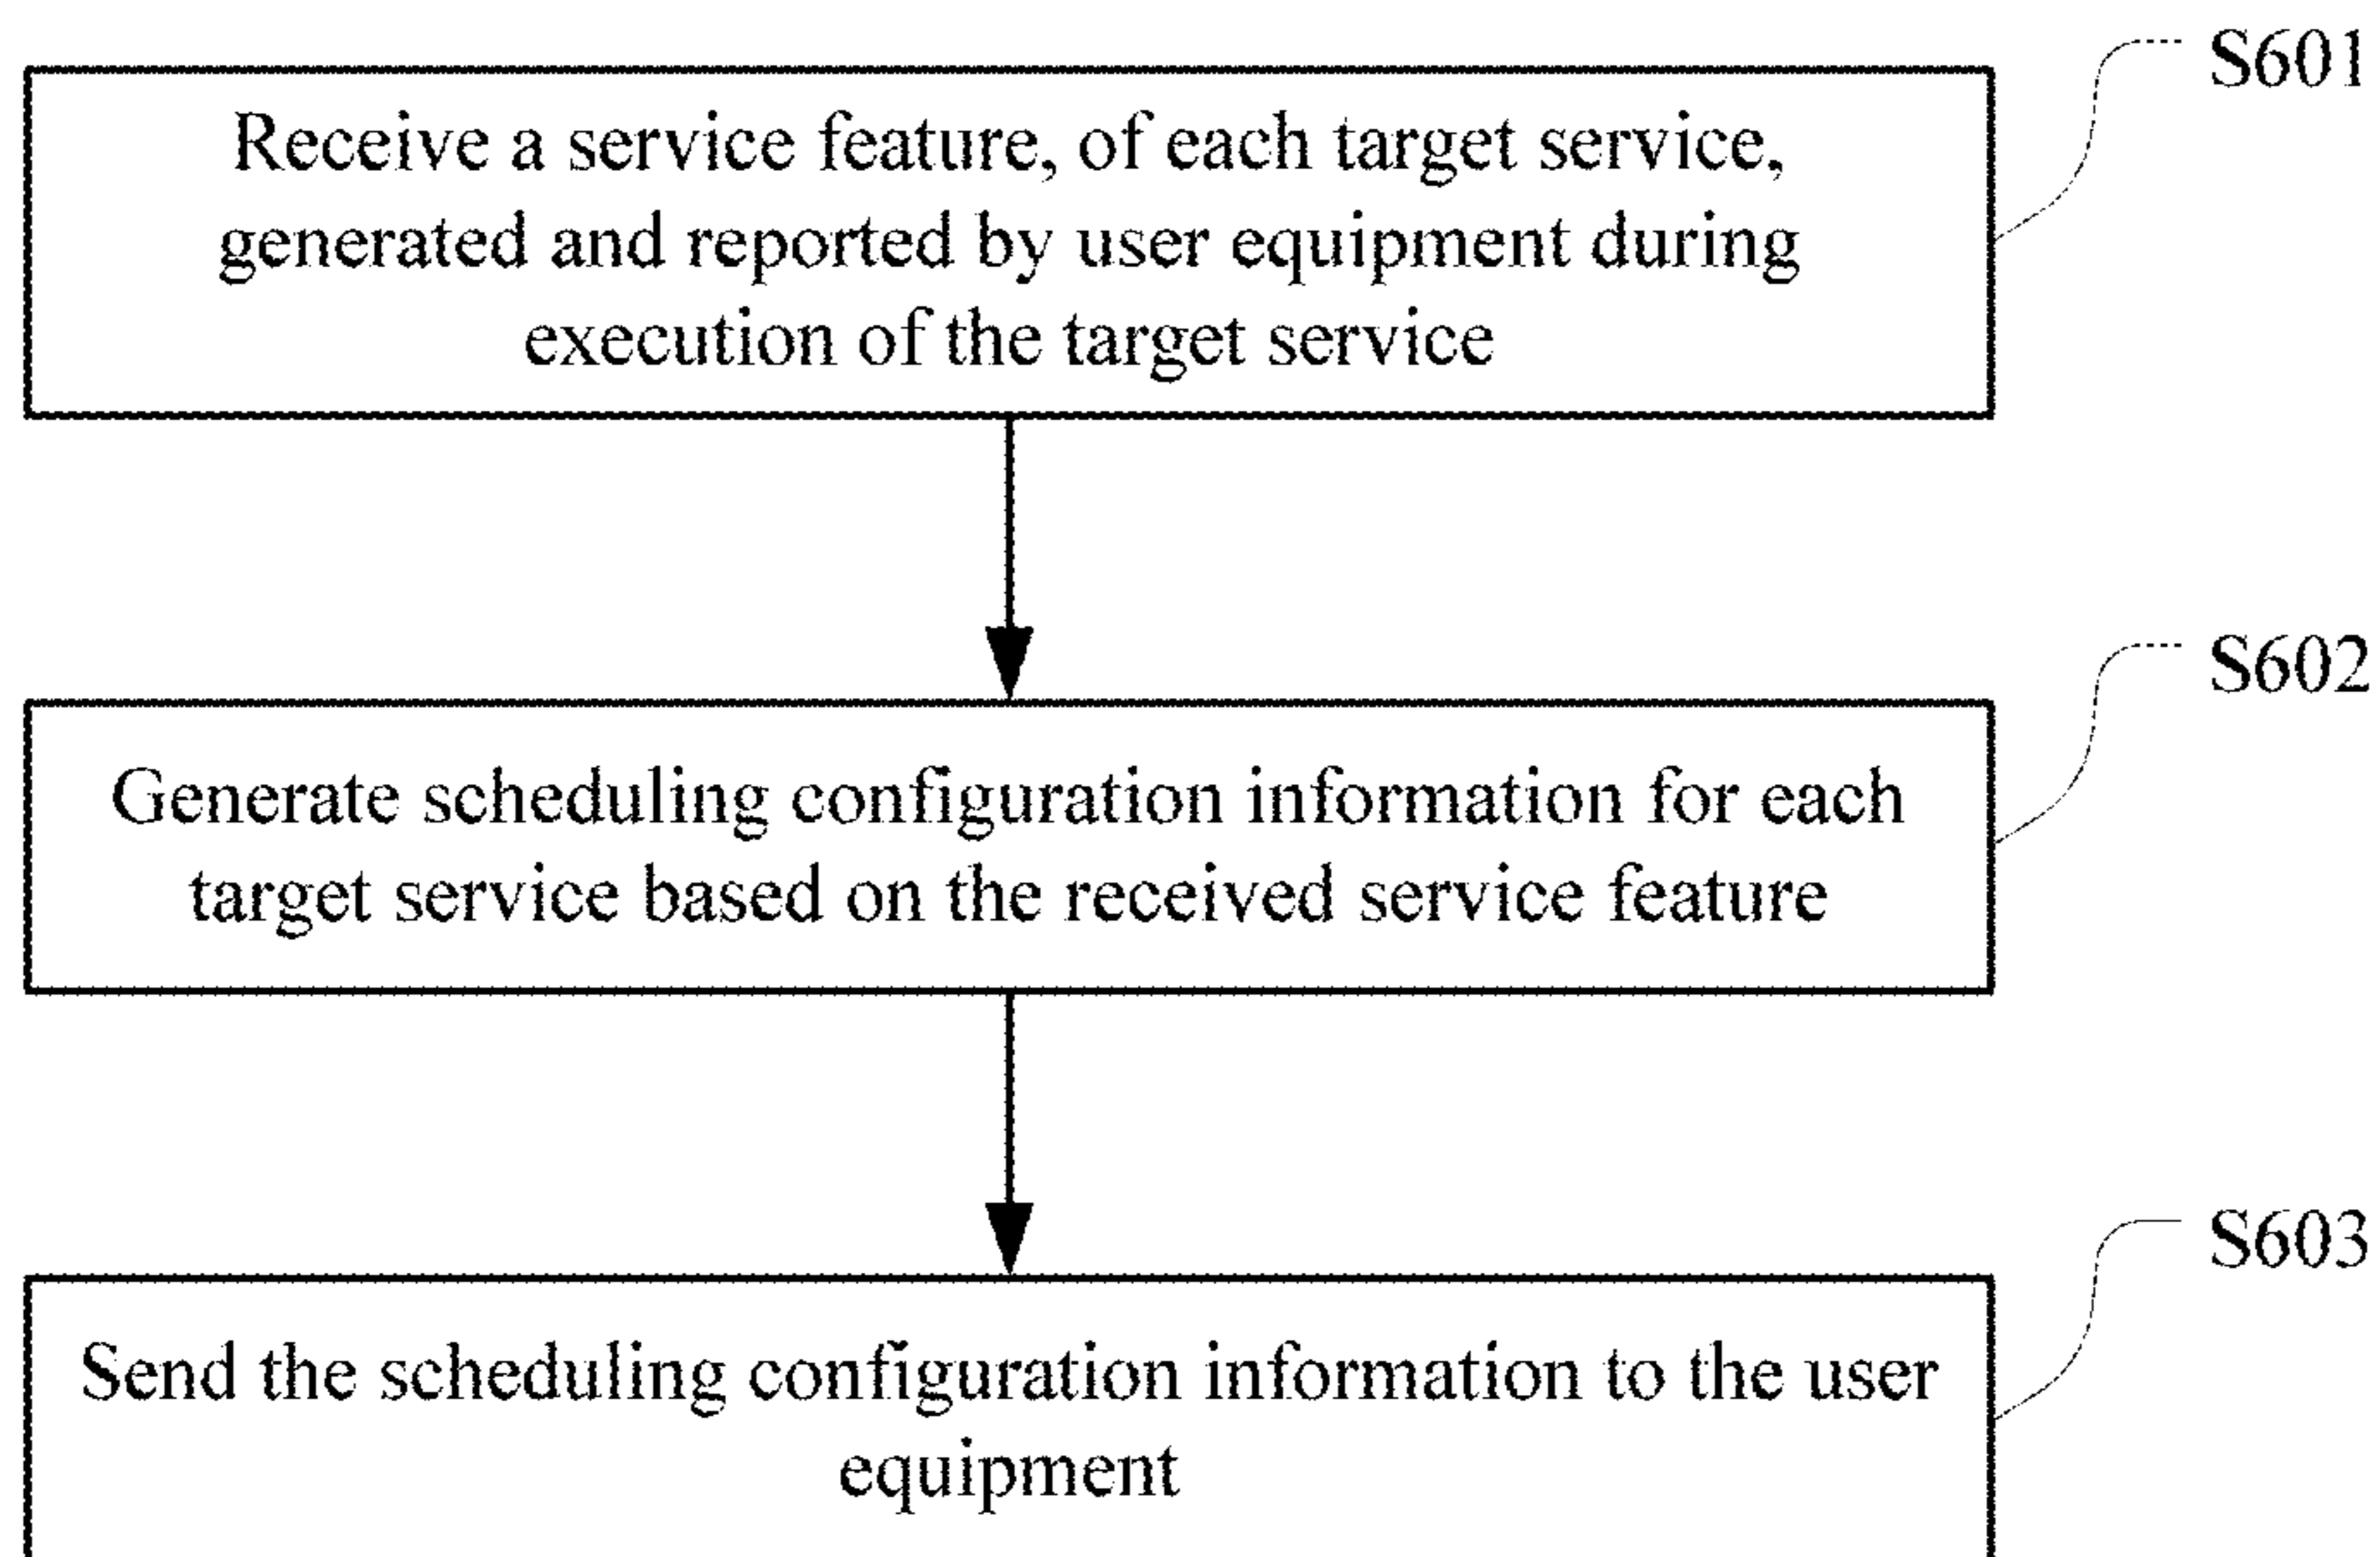 S601
Receive a service feature, of each target service,
generated and reported by user equipment during
execution of the target service
S602
Generate scheduling configuration information for each
target service based on the received service feature
S603
Send the scheduling configuration information to the user
equipment